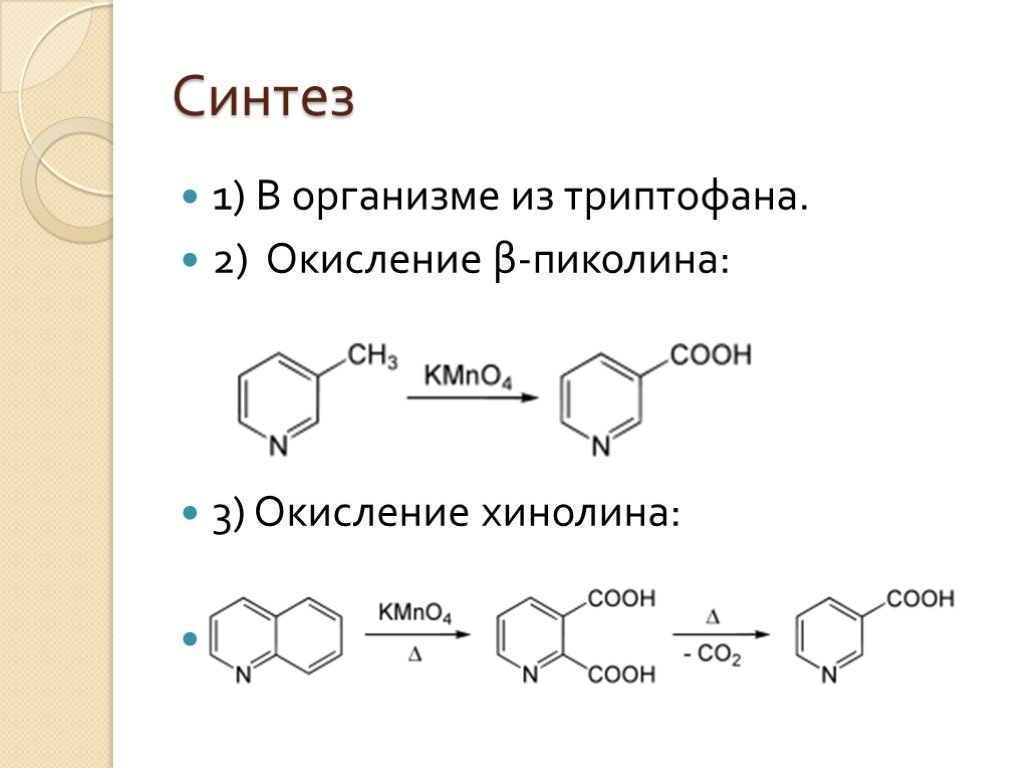 Синтез
• 1) В организме из триптофана.
• 2) Окисление β-пиколина:
CH₃ KMnO₄ COOH
N N
• 3) Окисление хинолина:
KMnO₄ COOH Δ COOH
• Δ - CO₂
N N COOH N